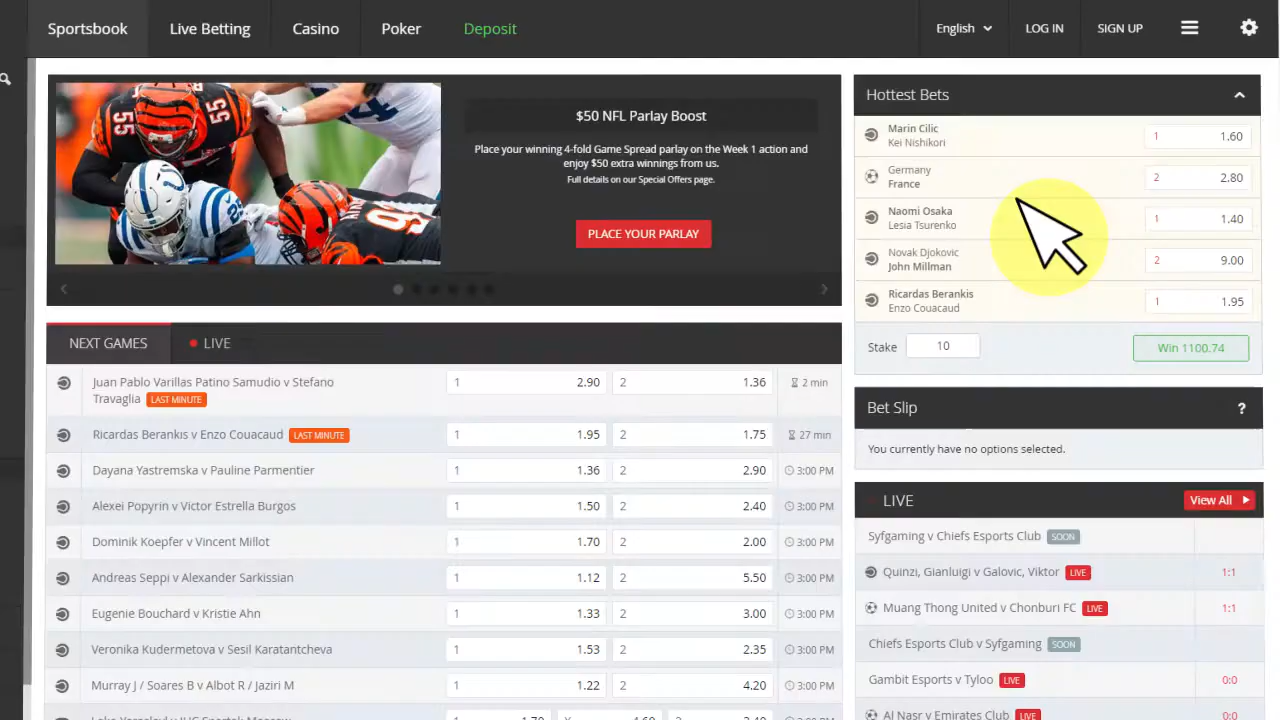 Sportsbook
Live Betting
Casino
Poker
Deposit
English
LOG IN
SIGN UP
55
$50 NFL Parlay Boost
Place your winning 4-fold Game Spread parlay on the Week 1 action and
enjoy $50 extra winnings from us.
Full details on our Special Offers page.
PLACE YOUR PARLAY
Hottest Bets
Marin Cilic
Kei Nishikori
1 1.60
Germany
France
2 2.80
Naomi Osaka
Lesia Tsurenko
1 1.40
Novak Djokovic
John Millman
2 9.00
Ricardas Berankis
Enzo Couacaud
1 1.95
Stake 10 Win 1100.74
Bet Slip ?
You currently have no options selected.
NEXT GAMES LIVE
Juan Pablo Varillas Patino Samudio v Stefano
Travaglia LAST MINUTE
1 2.90 2 1.36 2 min
Ricardas Berankis v Enzo Couacaud LAST MINUTE 1 1.95 2 1.75 27 min
Dayana Yastremska v Pauline Parmentier 1 1.36 2 2.90 3:00 PM
Alexei Popyrin v Victor Estrella Burgos 1 1.50 2 2.40 3:00 PM
Dominik Koepfer v Vincent Millot 1 1.70 2 2.00 3:00 PM
Andreas Seppi v Alexander Sarkissian 1 1.12 2 5.50 3:00 PM
Eugenie Bouchard v Kristie Ahn 1 1.33 2 3.00 3:00 PM
Veronika Kudermetova v Sesil Karatantcheva 1 1.53 2 2.35 3:00 PM
Murray J / Soares B v Albot R / Jaziri M 1 1.22 2 4.20 3:00 PM
LIVE View All
Syfgaming v Chiefs Esports Club SOON
Quinzi, Gianluigi v Galovic, Viktor LIVE 1:1
Muang Thong United v Chonburi FC LIVE 1:1
Chiefs Esports Club v Syfgaming SOON
Gambit Esports v Tyloo LIVE 0:0
Al Nasr v Emirates Club LIVE 0:0